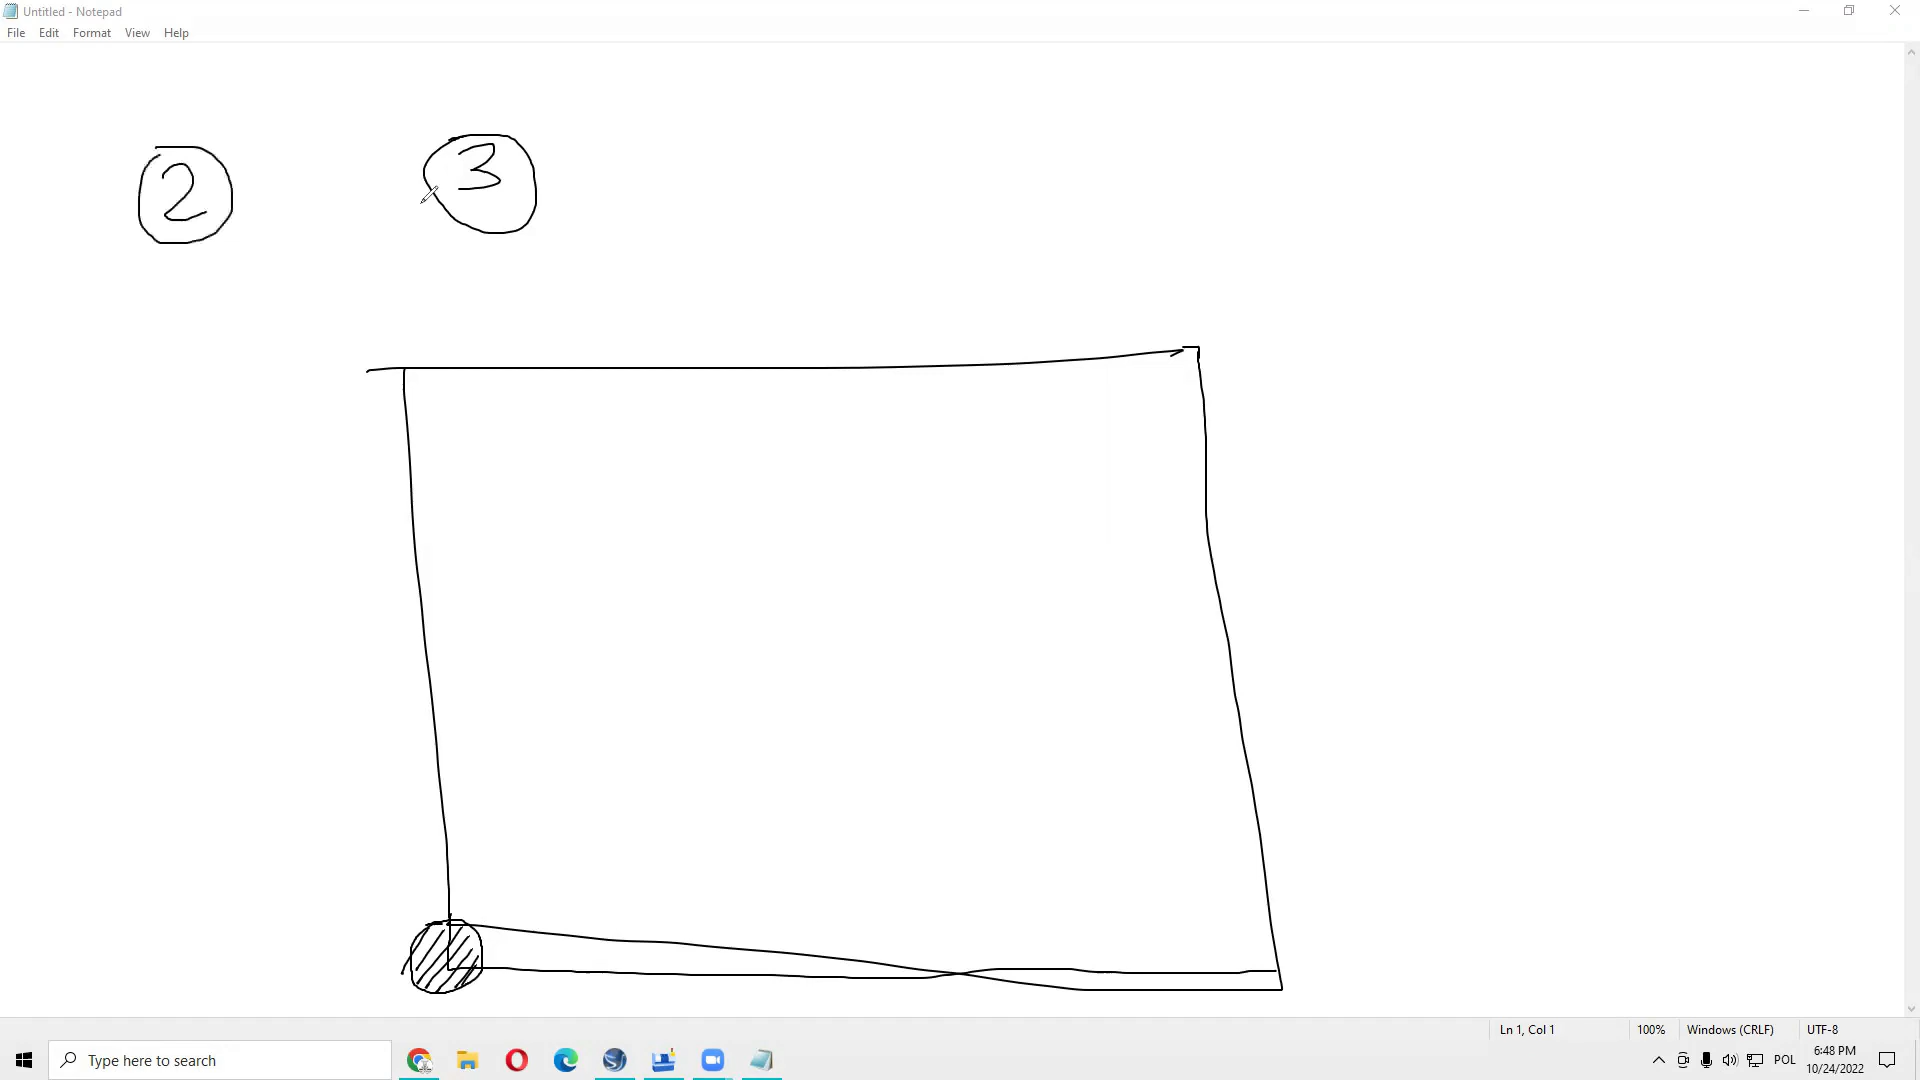 Untitled - Notepad
File Edit Format View Help
2 3
Ln 1, Col 1 100% Windows (CRLF) UTF-8
Type here to search
POL
6:48 PM
10/24/2022